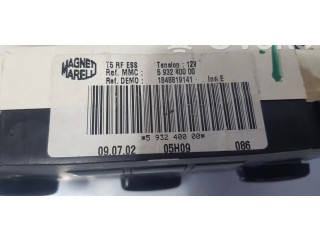 MAGNETI
MARELLI
T5 RF ESS Tension : 12V
Ref. MMC : 5 932 400 00
Ref. DEMO : 1848819141 Ind E
*5 932 400 00*
09.07.02 05H09 086